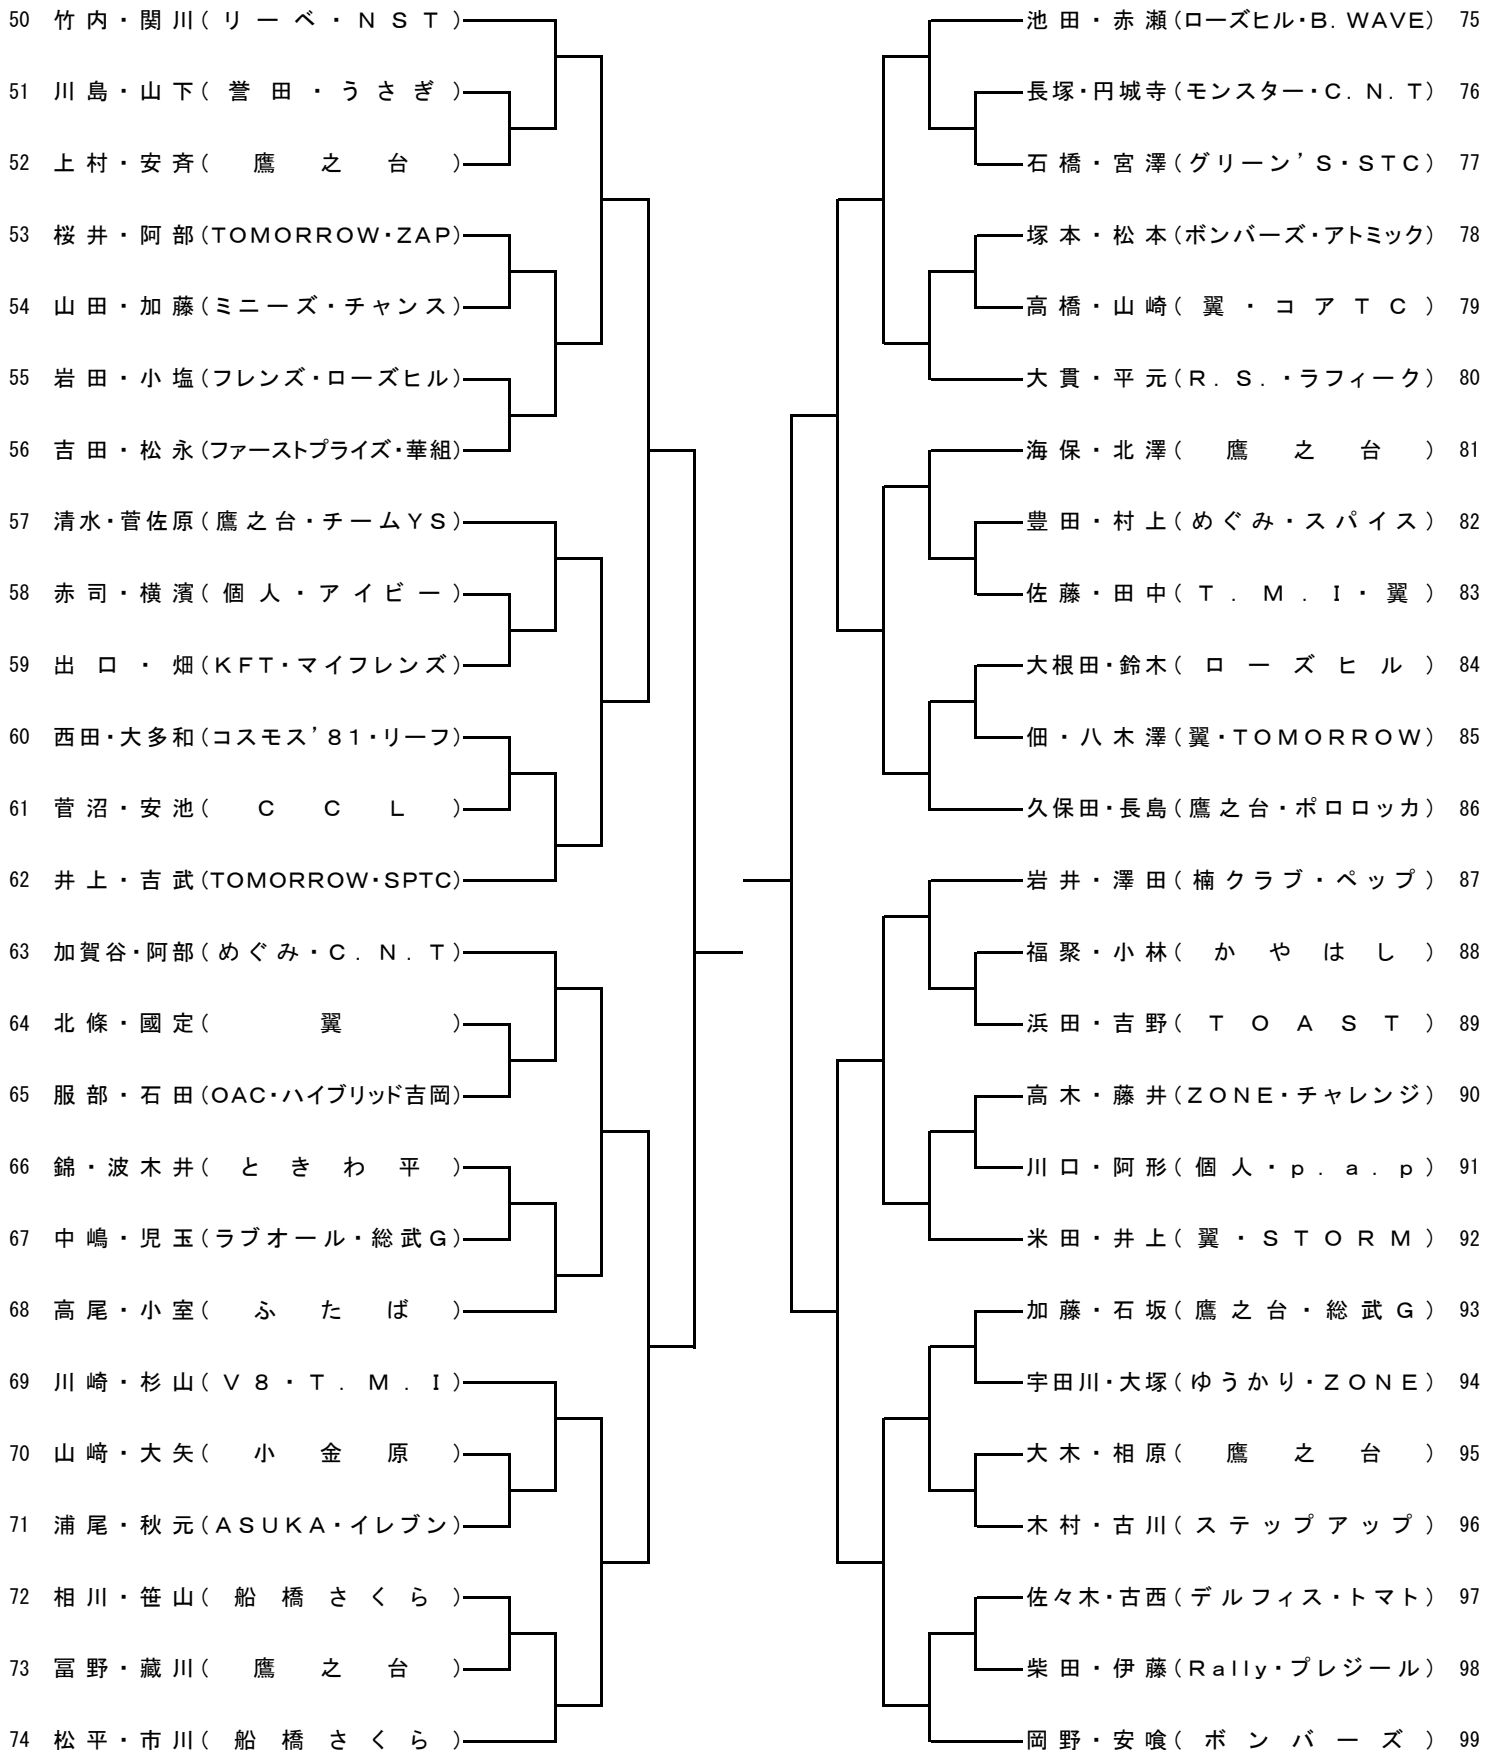 50 竹内・関川(リーベ・NST)
51 川島・山下(誉田・うさぎ)
52 上村・安斉(鷹之台)
53 桜井・阿部(TOMORROW・ZAP)
54 山田・加藤(ミニーズ・チャンス)
55 岩田・小塩(フレンズ・ローズヒル)
56 吉田・松永(ファーストプライズ・華組)
57 清水・菅佐原(鷹之台・チームYS)
58 赤司・横濱(個人・アイビー)
59 出口・畑(KFT・マイフレンズ)
60 西田・大多和(コスモス’81・リーフ)
61 菅沼・安池(CCL)
62 井上・吉武(TOMORROW・SPTC)
63 加賀谷・阿部(めぐみ・C.N.T)
64 北條・國定(翼)
65 服部・石田(OAC・ハイブリッド吉岡)
66 錦・波木井(ときわ平)
67 中嶋・児玉(ラブオール・総武G)
68 高尾・小室(ふたば)
69 川崎・杉山(V8・T.M.I)
70 山﨑・大矢(小金原)
71 浦尾・秋元(ASUKA・イレブン)
72 相川・笹山(船橋さくら)
73 冨野・藏川(鷹之台)
74 松平・市川(船橋さくら)
池田・赤瀬(ローズヒル・B.WAVE) 75
長塚・円城寺(モンスター・C.N.T) 76
石橋・宮澤(グリーン’S・STC) 77
塚本・松本(ボンバーズ・アトミック) 78
高橋・山崎(翼・コアTC) 79
大貫・平元(R.S.・ラフィーク) 80
海保・北澤(鷹之台) 81
豊田・村上(めぐみ・スパイス) 82
佐藤・田中(T.M.I・翼) 83
大根田・鈴木(ローズヒル) 84
佃・八木澤(翼・TOMORROW) 85
久保田・長島(鷹之台・ポロロッカ) 86
岩井・澤田(楠クラブ・ペップ) 87
福聚・小林(かやはし) 88
浜田・吉野(TOAST) 89
高木・藤井(ZONE・チャレンジ) 90
川口・阿形(個人・p.a.p) 91
米田・井上(翼・STORM) 92
加藤・石坂(鷹之台・総武G) 93
宇田川・大塚(ゆうかり・ZONE) 94
大木・相原(鷹之台) 95
木村・古川(ステップアップ) 96
佐々木・古西(デルフィス・トマト) 97
柴田・伊藤(Rally・プレジール) 98
岡野・安喰(ボンバーズ) 99